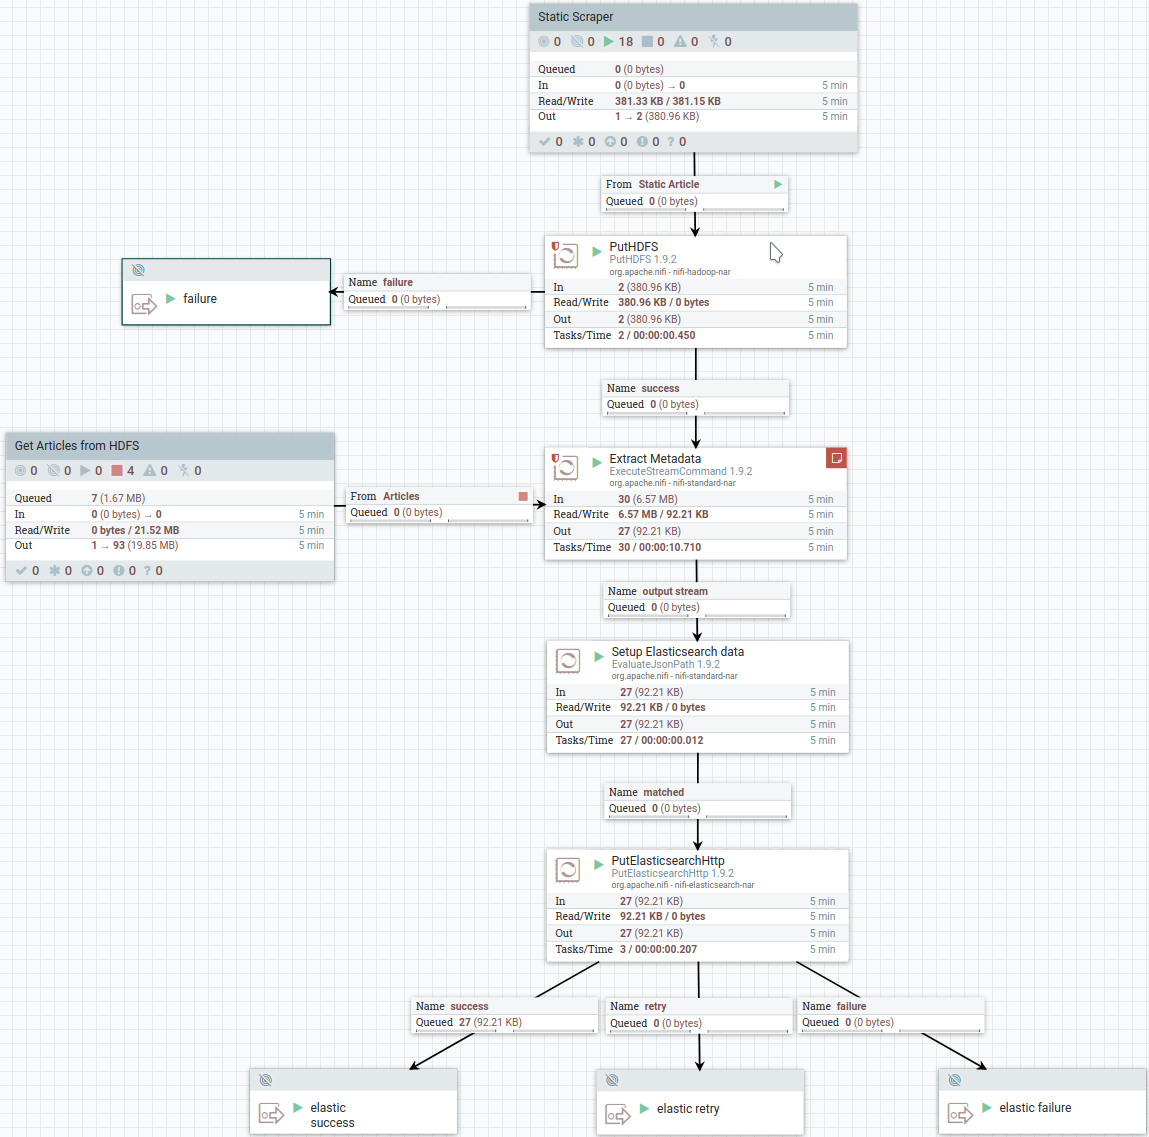 Static Scraper
0 0 18 0 0 0
Queued 0 (0 bytes)
In 0 (0 bytes) → 0 5 min
Read/Write 381.33 KB / 381.15 KB 5 min
Out 1 → 2 (380.96 KB) 5 min
0 0 0 0 ? 0
From Static Article
Queued 0 (0 bytes)
PutHDFS
PutHDFS 1.9.2
org.apache.nifi - nifi-hadoop-nar
In 2 (380.96 KB) 5 min
Read/Write 380.96 KB / 0 bytes 5 min
Out 2 (380.96 KB) 5 min
Tasks/Time 2 / 00:00:00.450 5 min
Name failure
Queued 0 (0 bytes)
failure
Name success
Queued 0 (0 bytes)
Get Articles from HDFS
0 0 0 4 0 0
Queued 7 (1.67 MB)
In 0 (0 bytes) → 0 5 min
Read/Write 0 bytes / 21.52 MB 5 min
Out 1 → 93 (19.85 MB) 5 min
0 0 0 0 ? 0
From Articles
Queued 0 (0 bytes)
Extract Metadata
ExecuteStreamCommand 1.9.2
org.apache.nifi - nifi-standard-nar
In 30 (6.57 MB) 5 min
Read/Write 6.57 MB / 92.21 KB 5 min
Out 27 (92.21 KB) 5 min
Tasks/Time 30 / 00:00:10.710 5 min
Name output stream
Queued 0 (0 bytes)
Setup Elasticsearch data
EvaluateJsonPath 1.9.2
org.apache.nifi - nifi-standard-nar
In 27 (92.21 KB) 5 min
Read/Write 92.21 KB / 0 bytes 5 min
Out 27 (92.21 KB) 5 min
Tasks/Time 27 / 00:00:00.012 5 min
Name matched
Queued 0 (0 bytes)
PutElasticsearchHttp
PutElasticsearchHttp 1.9.2
org.apache.nifi - nifi-elasticsearch-nar
In 27 (92.21 KB) 5 min
Read/Write 92.21 KB / 0 bytes 5 min
Out 27 (92.21 KB) 5 min
Tasks/Time 3 / 00:00:00.207 5 min
Name success
Queued 27 (92.21 KB)
Name retry
Queued 0 (0 bytes)
Name failure
Queued 0 (0 bytes)
elastic
success
elastic retry
elastic failure